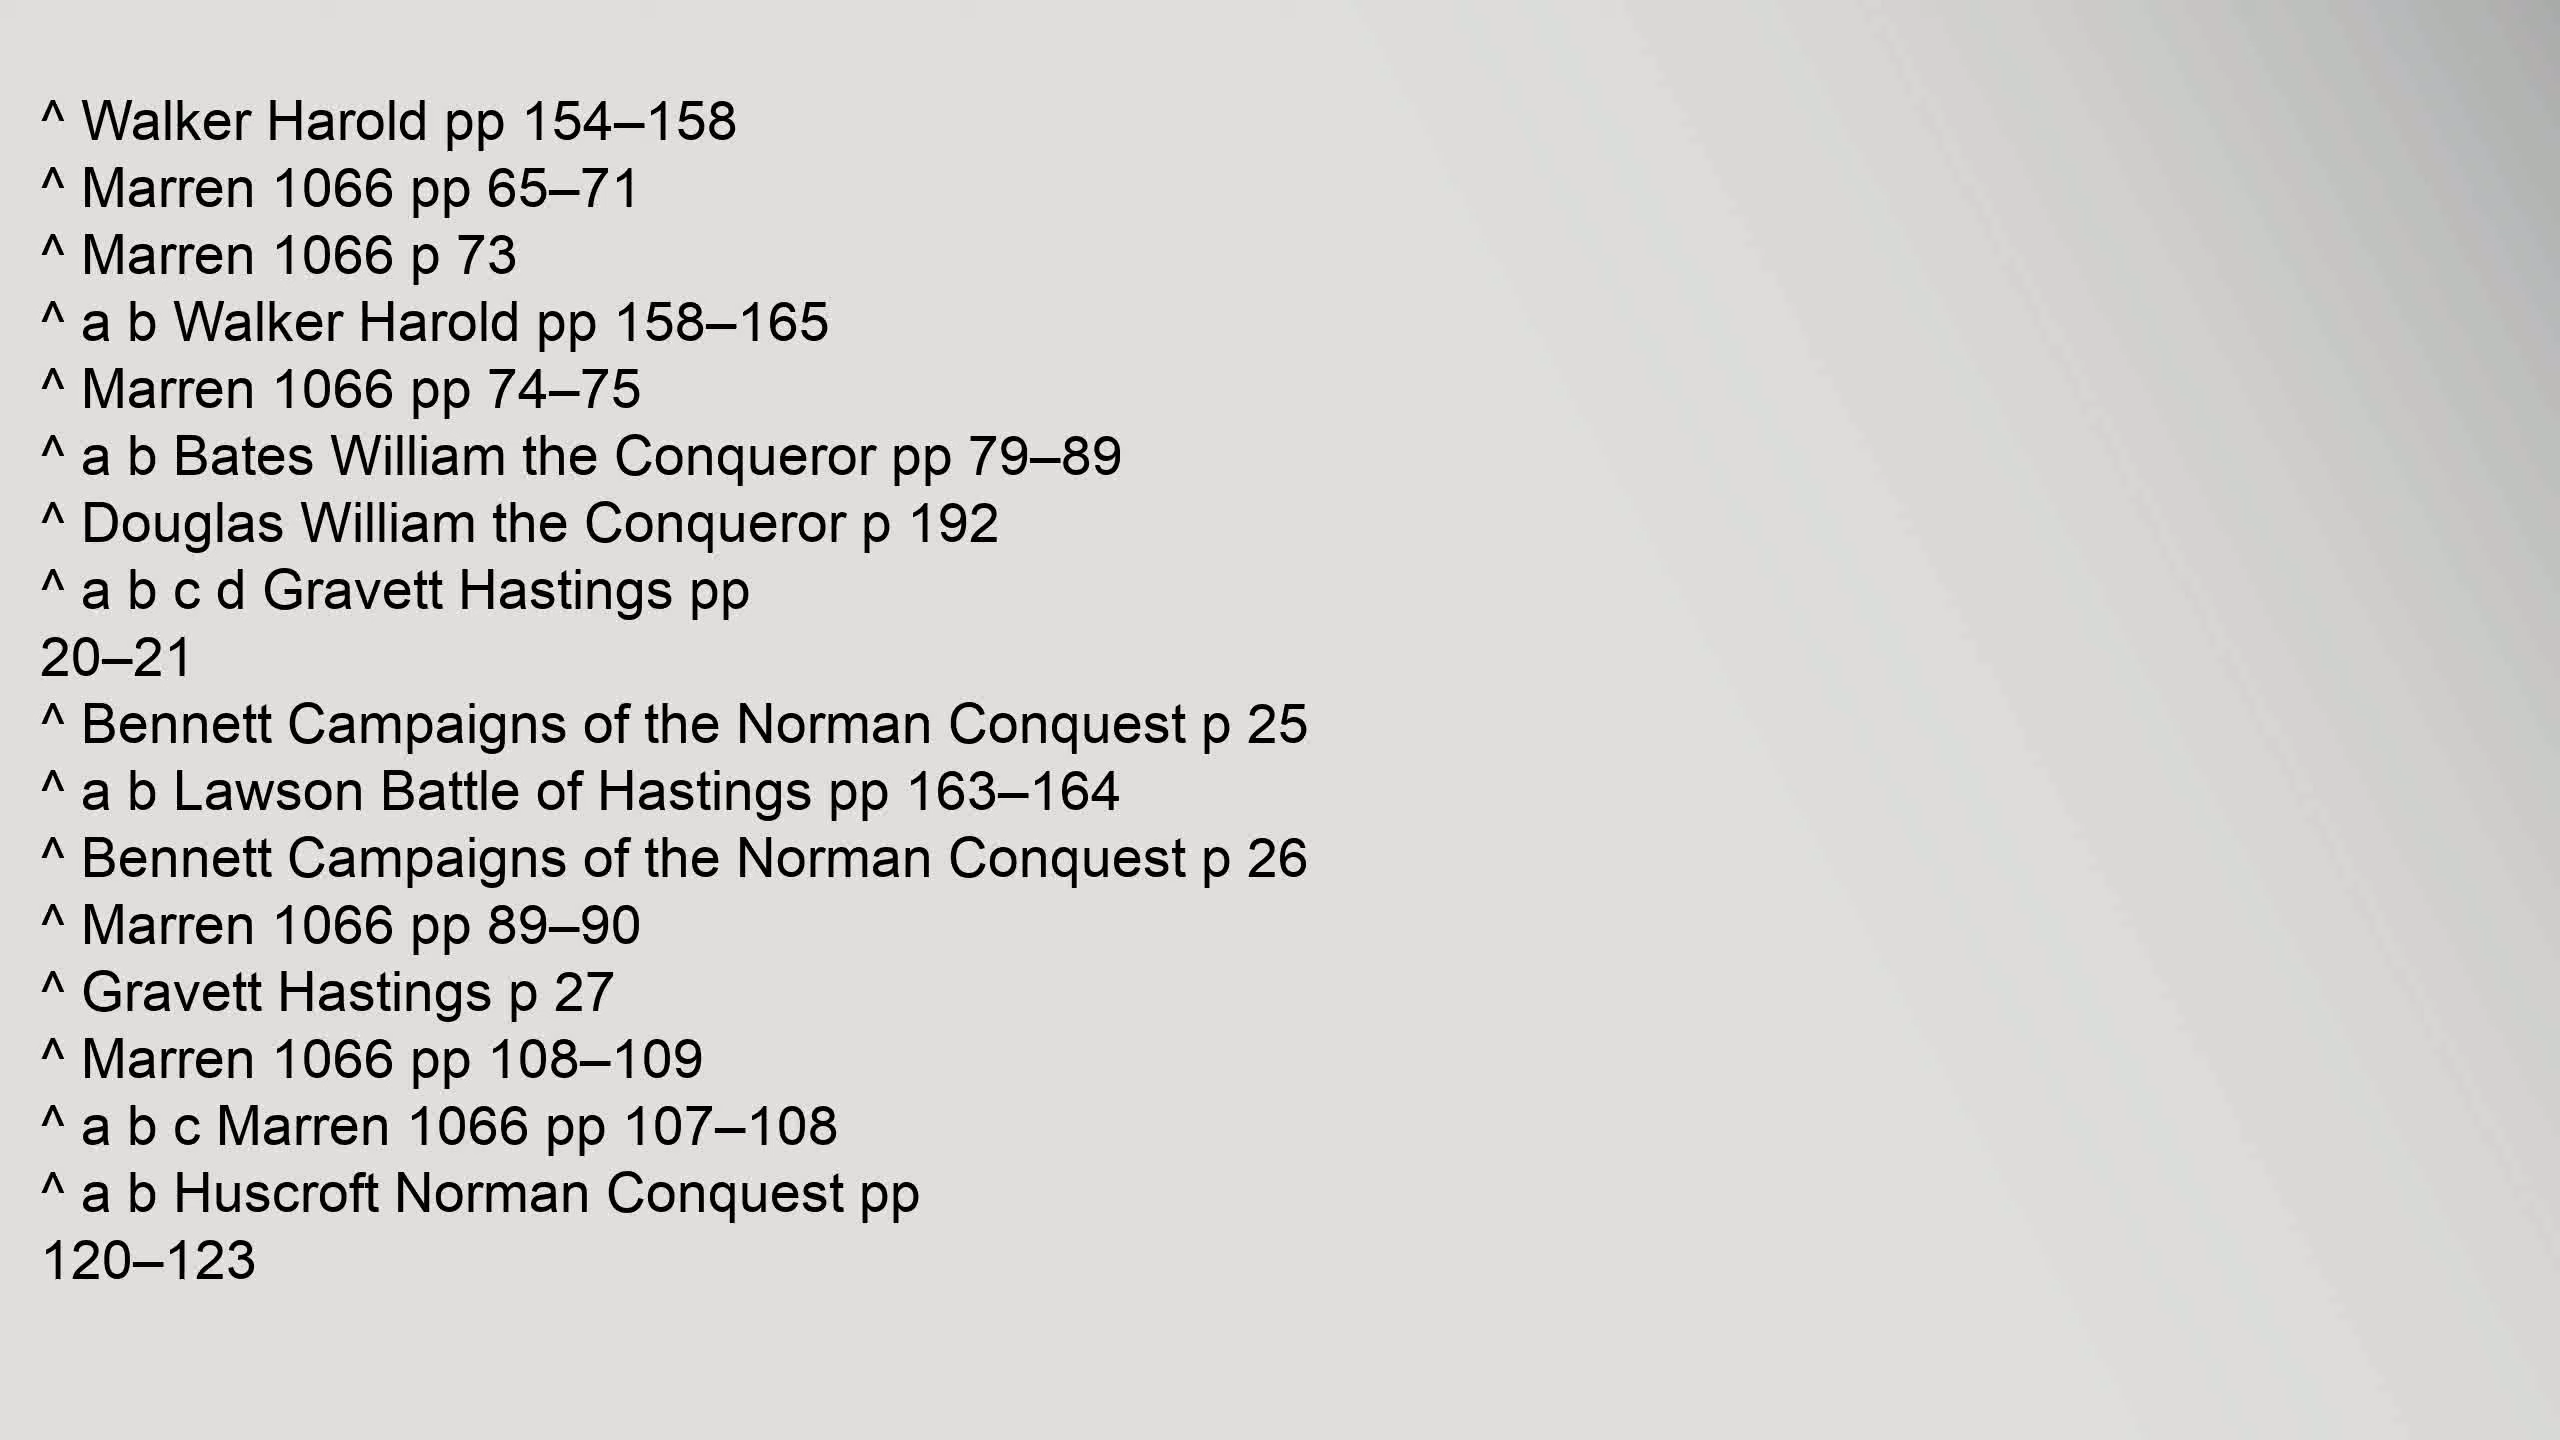 ^ Walker Harold pp 154–158
^ Marren 1066 pp 65–71
^ Marren 1066 p 73
^ a b Walker Harold pp 158–165
^ Marren 1066 pp 74–75
^ a b Bates William the Conqueror pp 79–89
^ Douglas William the Conqueror p 192
^ a b c d Gravett Hastings pp
20–21
^ Bennett Campaigns of the Norman Conquest p 25
^ a b Lawson Battle of Hastings pp 163–164
^ Bennett Campaigns of the Norman Conquest p 26
^ Marren 1066 pp 89–90
^ Gravett Hastings p 27
^ Marren 1066 pp 108–109
^ a b c Marren 1066 pp 107–108
^ a b Huscroft Norman Conquest pp
120–123